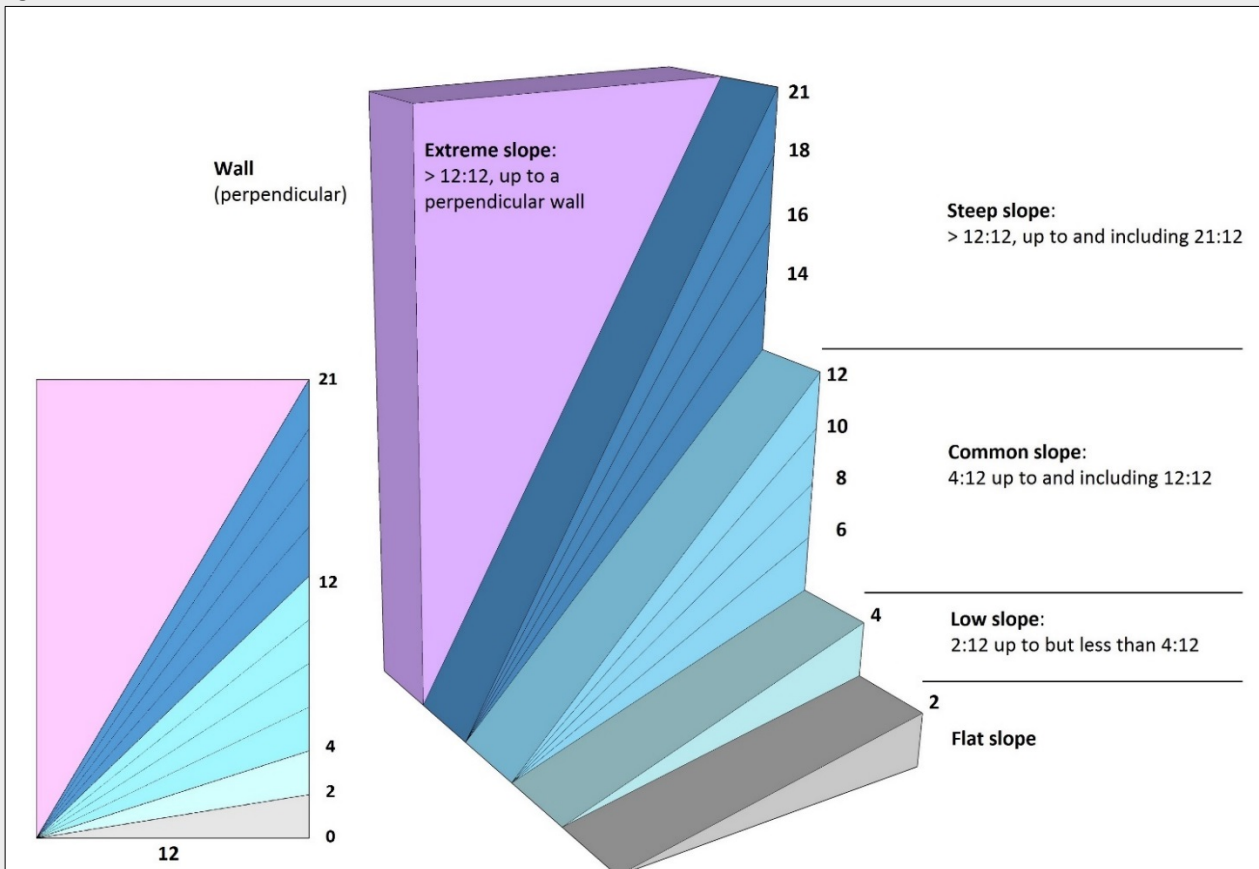 Wall
(perpendicular)
Extreme slope:
> 12:12, up to a
perpendicular wall
21
18
16
14
Steep slope:
> 12:12, up to and including 21:12
12
10
8
6
Common slope:
4:12 up to and including 12:12
4
Low slope:
2:12 up to but less than 4:12
2
Flat slope
21
12
4
2
0
12